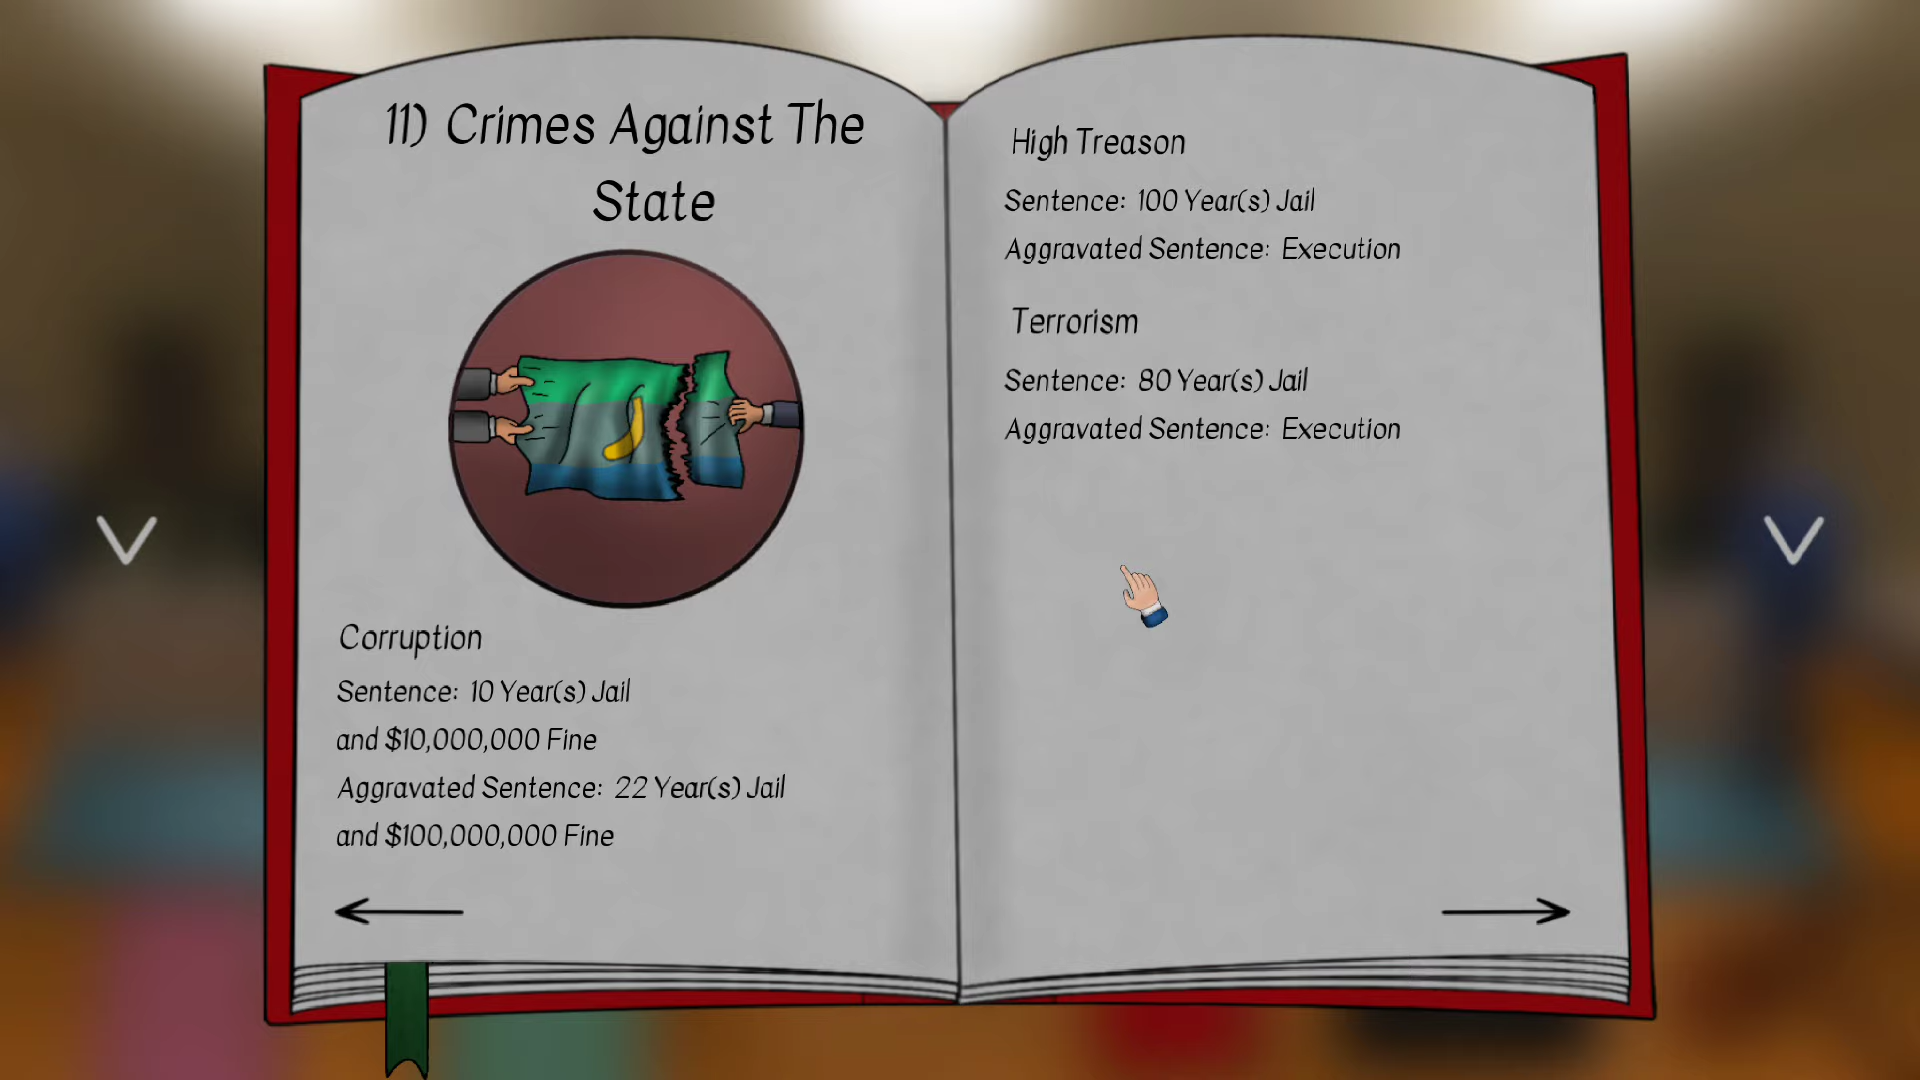 11) Crimes Against The
State
Corruption
Sentence: 10 Year(s) Jail
and $10,000,000 Fine
Aggravated Sentence: 22 Year(s) Jail
and $100,000,000 Fine
High Treason
Sentence: 100 Year(s) Jail
Aggravated Sentence: Execution
Terrorism
Sentence: 80 Year(s) Jail
Aggravated Sentence: Execution